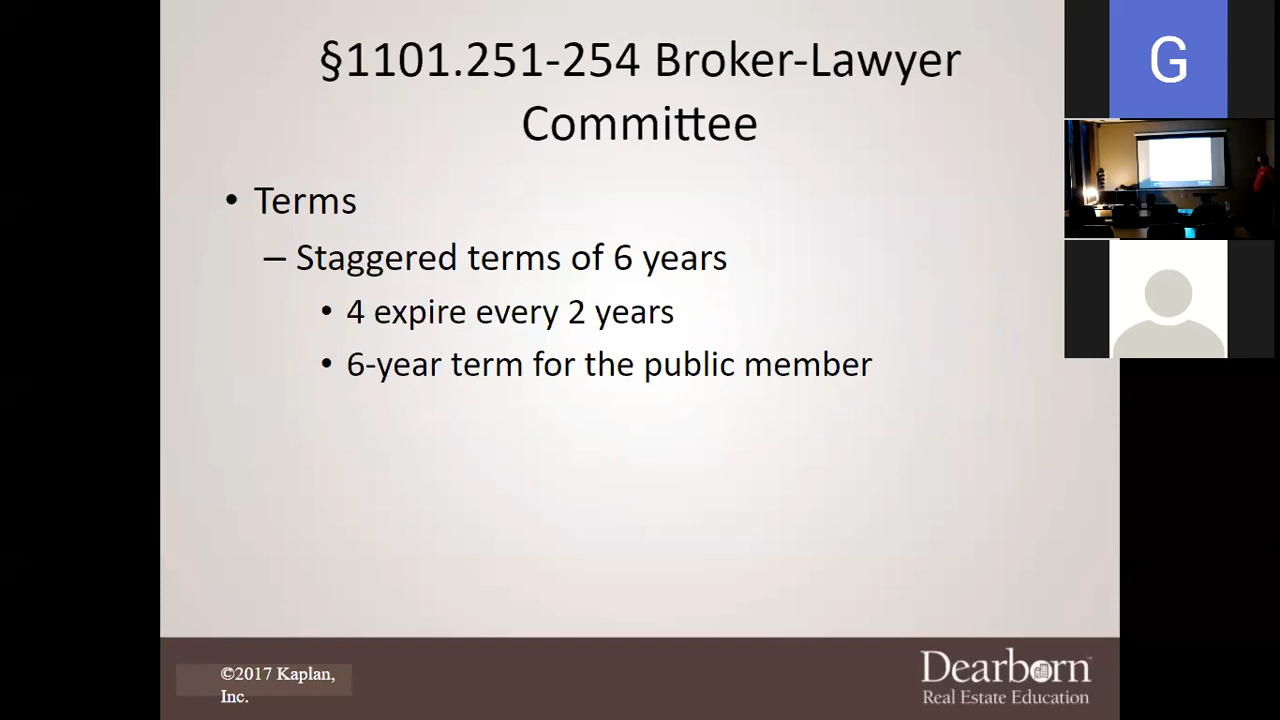 §1101.251-254 Broker-Lawyer
Committee
• Terms
– Staggered terms of 6 years
• 4 expire every 2 years
• 6-year term for the public member
©2017 Kaplan,
Inc.
Dearborn™
Real Estate Education
G